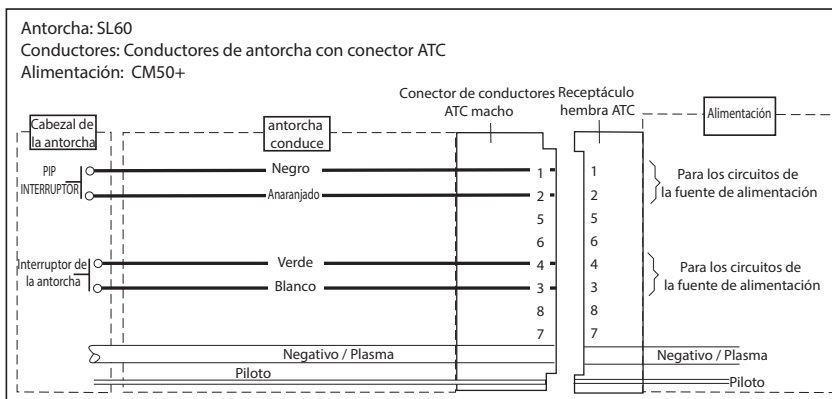 Antorcha: SL60
Conductores: Conductores de antorcha con conector ATC
Alimentación: CM50+
Conector de conductores
ATC macho
Receptáculo
hembra ATC
Alimentación
Cabezal de
la antorcha
antorcha
conduce
PIP
INTERRUPTOR
Negro
1
1
Anaranjado
2
2
Para los circuitos de
la fuente de alimentación
5
5
6
6
Interruptor de
la antorcha
Verde
4
4
Blanco
3
3
Para los circuitos de
la fuente de alimentación
8
8
7
7
Negativo / Plasma
Negativo / Plasma
Piloto
Piloto